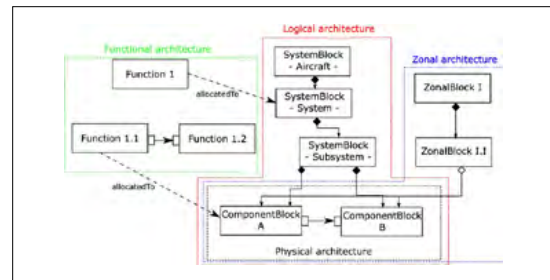 Logical architecture
Functional architecture
SystemBlock
- Aircraft -
Zonal architecture
Function 1
allocatedTo
SystemBlock
- System -
ZonalBlock I
Function 1.1
Function 1.2
SystemBlock
- Subsystem -
ZonalBlock I.I
allocatedTo
ComponentBlock
A
ComponentBlock
B
Physical architecture